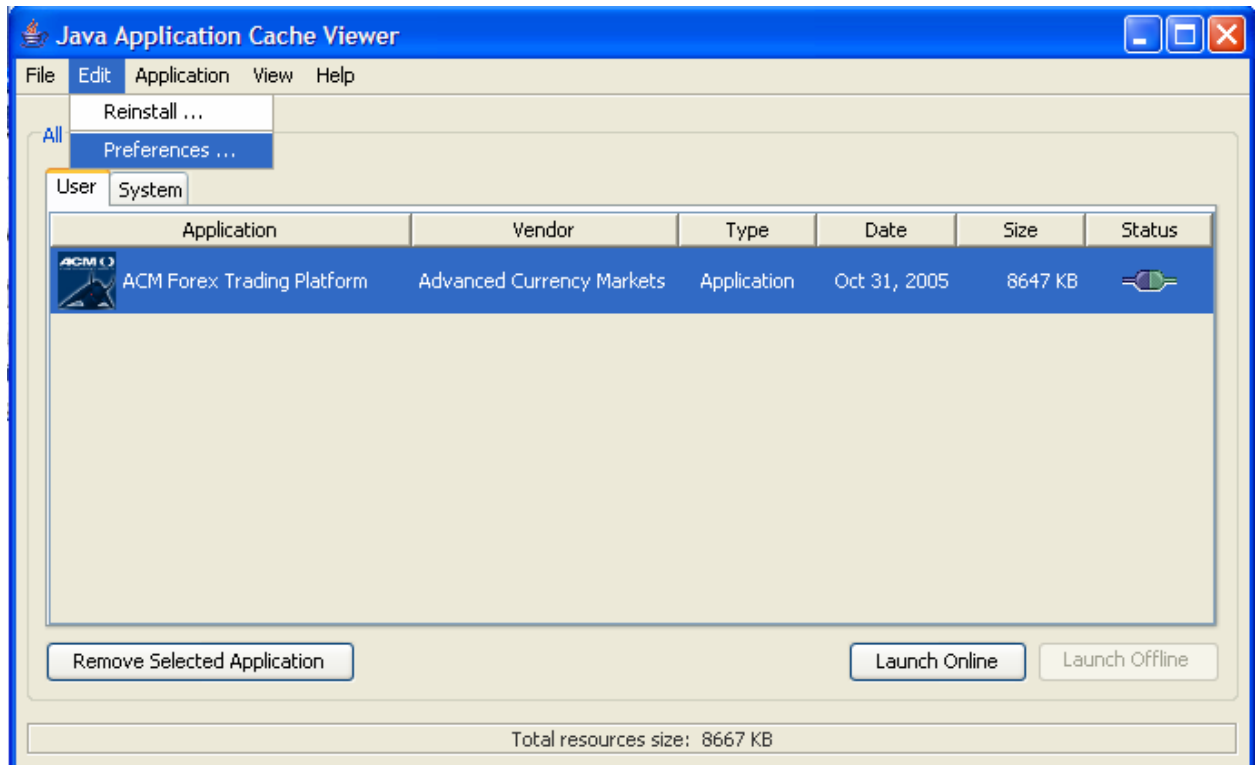 Java Application Cache Viewer
File Edit Application View Help
Reinstall ...
All
Preferences ...
User System
Application Vendor Type Date Size Status
ACM
ACM Forex Trading Platform Advanced Currency Markets Application Oct 31, 2005 8647 KB
Remove Selected Application Launch Online Launch Offline
Total resources size: 8667 KB